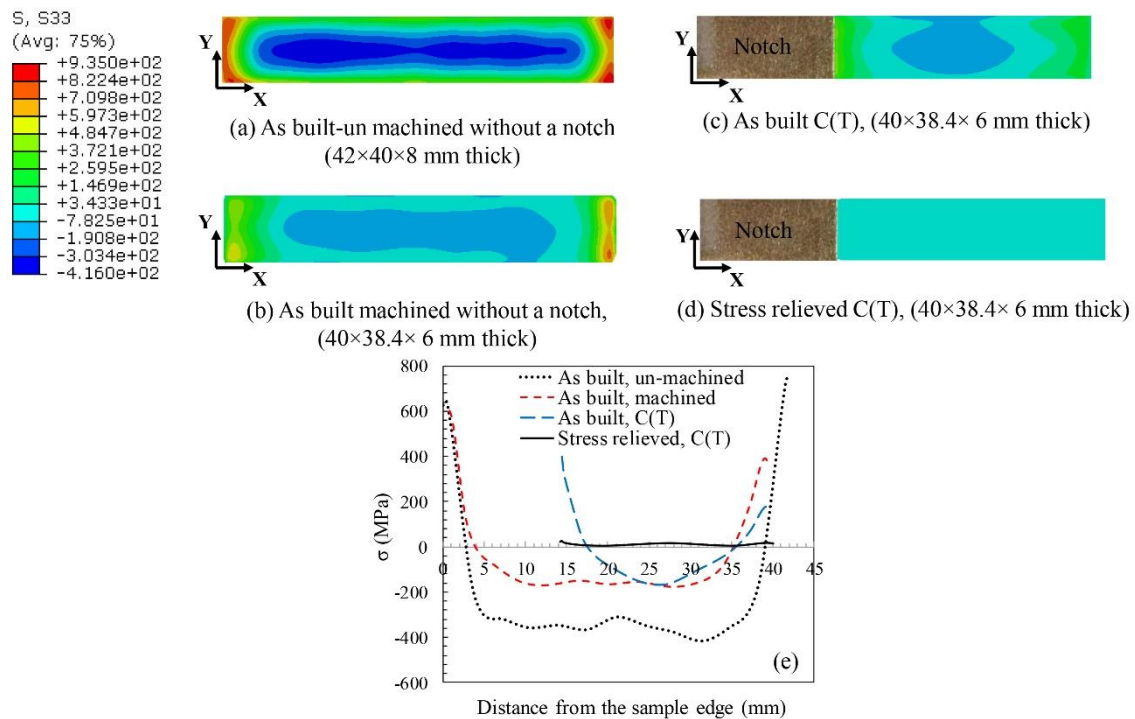 S, S33
(Avg: 75%)
+9.350e+02
+8.224e+02
+7.098e+02
+5.973e+02
+4.847e+02
+3.721e+02
+2.595e+02
+1.469e+02
+3.433e+01
-7.825e+01
-1.908e+02
-3.034e+02
-4.160e+02
Y
X
(a) As built-un machined without a notch
(42×40×8 mm thick)
Y
X
Notch
(c) As built C(T), (40×38.4× 6 mm thick)
Y
X
(b) As built machined without a notch,
(40×38.4× 6 mm thick)
Y
X
Notch
(d) Stress relieved C(T), (40×38.4× 6 mm thick)
As built, un-machined
As built, machined
As built, C(T)
Stress relieved, C(T)
800
600
400
200
0
-200
-400
-600
σ (MPa)
0 5 10 15 20 25 30 35 40 45
(e)
Distance from the sample edge (mm)